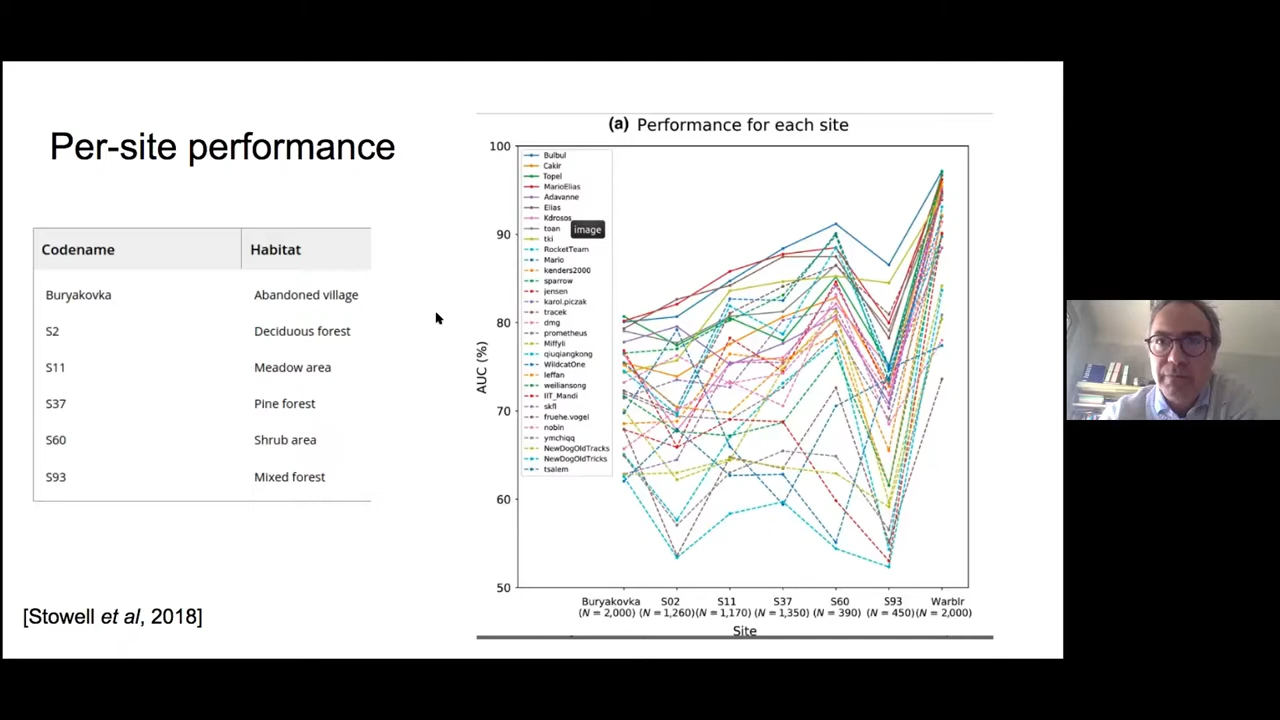 Per-site performance
Codename Habitat
Buryakovka Abandoned village
S2 Deciduous forest
S11 Meadow area
S37 Pine forest
S60 Shrub area
S93 Mixed forest
[Stowell et al, 2018]
(a) Performance for each site
100
90
80
70
60
50
AUC (%)
Bulbul
Cakir
Topel
MarioElias
Adavanne
Elias
Kdrosos
toan
image
tki
RocketTeam
Mario
kenders2000
sparrow
jensen
karol.piczak
tracek
dmg
prometheus
Miffyli
qiuqiangkong
WildcatOne
leffan
weiliansong
IIT_Mandi
skfl
fruehe.vogel
nobin
ymchiqq
NewDogOldTracks
NewDogOldTricks
tsalem
Buryakovka S02 S11 S37 S60 S93 Warblr
(N = 2,000) (N = 1,260) (N = 1,170) (N = 1,350) (N = 390) (N = 450) (N = 2,000)
Site